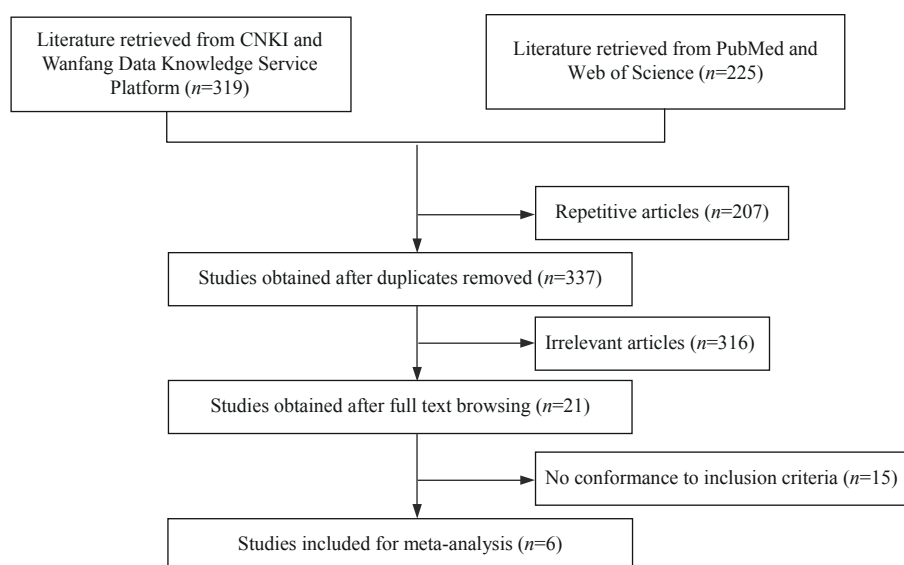 Literature retrieved from CNKI and
Wanfang Data Knowledge Service
Platform (n=319)
Literature retrieved from PubMed and
Web of Science (n=225)
Repetitive articles (n=207)
Studies obtained after duplicates removed (n=337)
Irrelevant articles (n=316)
Studies obtained after full text browsing (n=21)
No conformance to inclusion criteria (n=15)
Studies included for meta-analysis (n=6)